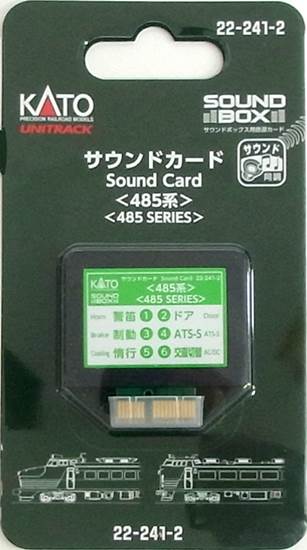 22-241-2
KATO
PRECISION RAILROAD MODELS
UNITRACK
SOUND
BOX
サウンドボックス用音源カード
サウンド
サウンドカード
Sound Card
<485系>
<485 SERIES>
KATO サウンドカード Sound Card 22-241-2
SOUND BOX <485系>
<485 SERIES>
Horn 警笛 1 2 ドア Door
Brake 制動 3 4 ATS-S ATS-S
Coasting 惰行 5 6 交直切替 AC/DC
22-241-2